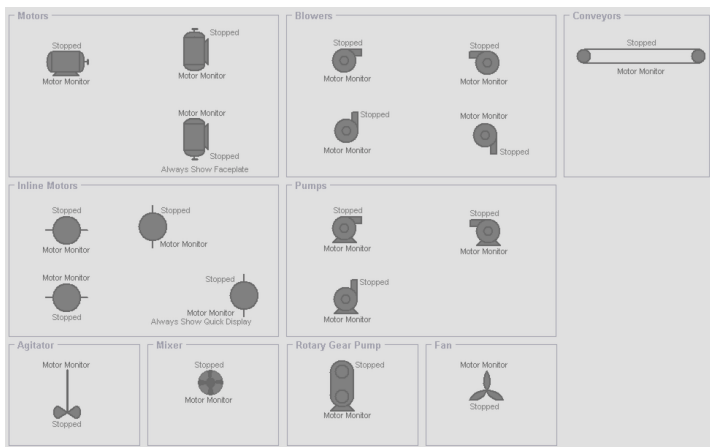 Motors
Stopped
Motor Monitor
Stopped
Motor Monitor
Motor Monitor
Stopped
Always Show Faceplate
Blowers
Stopped
Motor Monitor
Stopped
Motor Monitor
Stopped
Motor Monitor
Motor Monitor
Stopped
Conveyors
Stopped
Motor Monitor
Inline Motors
Stopped
Motor Monitor
Stopped
Motor Monitor
Motor Monitor
Stopped
Stopped
Motor Monitor
Always Show Quick Display
Pumps
Stopped
Motor Monitor
Stopped
Motor Monitor
Stopped
Motor Monitor
Agitator
Motor Monitor
Stopped
Mixer
Stopped
Motor Monitor
Rotary Gear Pump
Stopped
Motor Monitor
Fan
Motor Monitor
Stopped